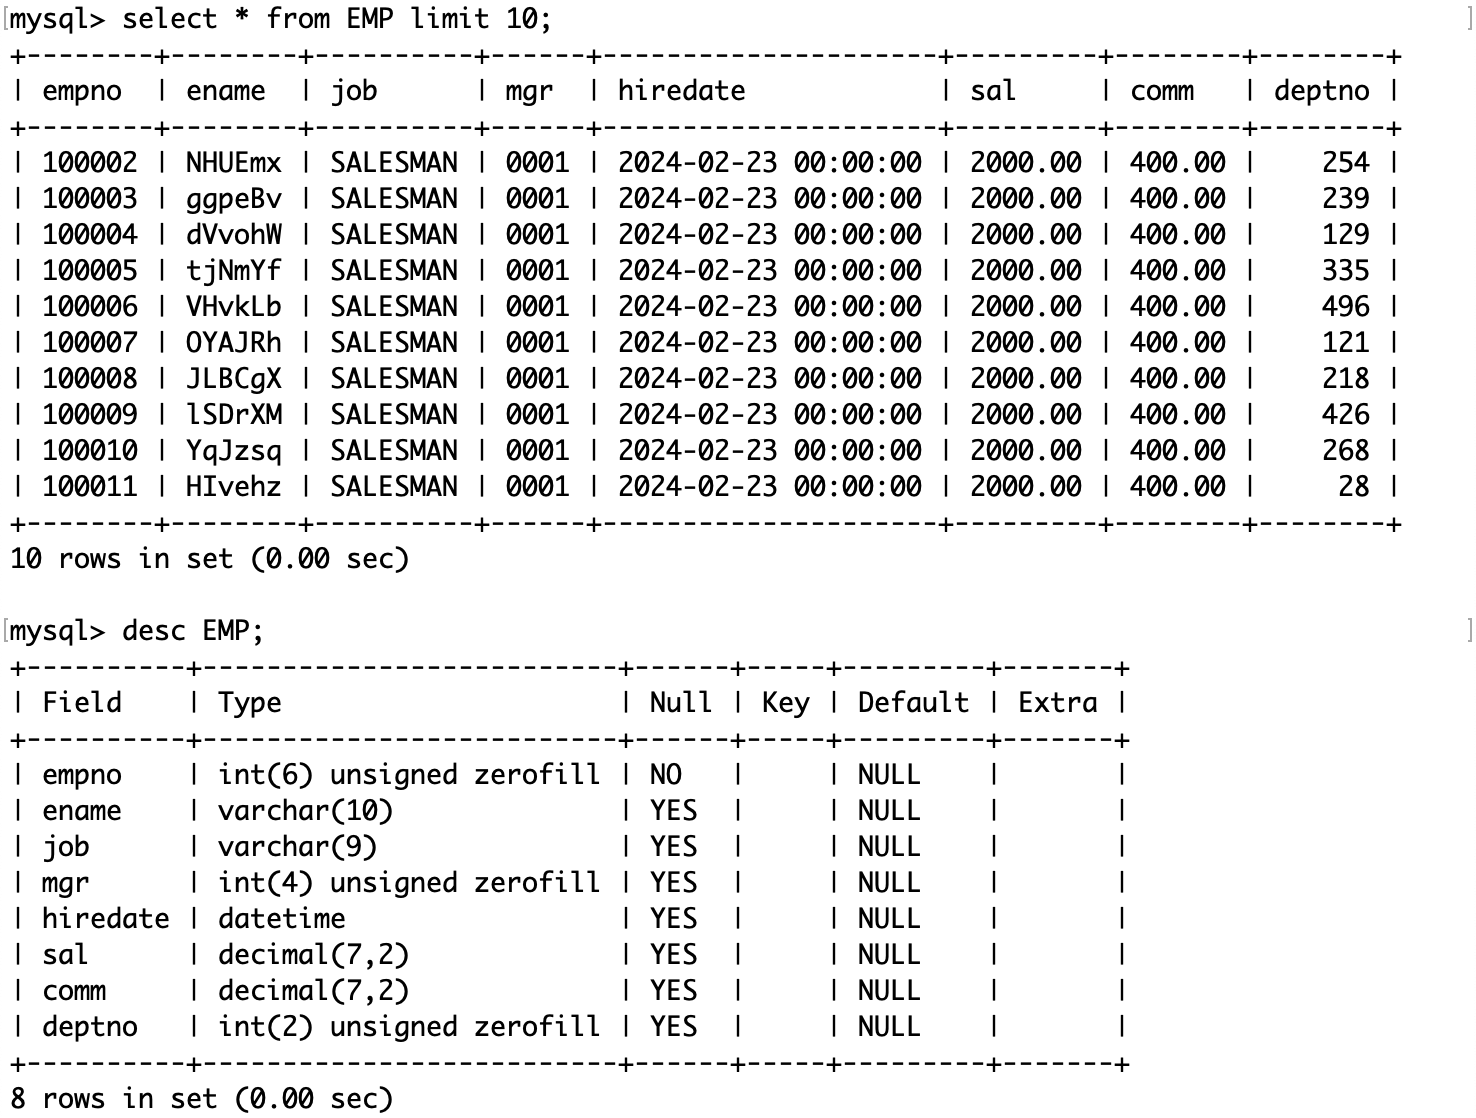 [mysql> select * from EMP limit 10; ]
+--------+--------+----------+------+---------------------+---------+--------+--------+
| empno  | ename  | job      | mgr  | hiredate            | sal     | comm   | deptno |
+--------+--------+----------+------+---------------------+---------+--------+--------+
| 100002 | NHUEmx | SALESMAN | 0001 | 2024-02-23 00:00:00 | 2000.00 | 400.00 |    254 |
| 100003 | ggpeBv | SALESMAN | 0001 | 2024-02-23 00:00:00 | 2000.00 | 400.00 |    239 |
| 100004 | dVvohW | SALESMAN | 0001 | 2024-02-23 00:00:00 | 2000.00 | 400.00 |    129 |
| 100005 | tjNmYf | SALESMAN | 0001 | 2024-02-23 00:00:00 | 2000.00 | 400.00 |    335 |
| 100006 | VHvkLb | SALESMAN | 0001 | 2024-02-23 00:00:00 | 2000.00 | 400.00 |    496 |
| 100007 | OYAJRh | SALESMAN | 0001 | 2024-02-23 00:00:00 | 2000.00 | 400.00 |    121 |
| 100008 | JLBCgX | SALESMAN | 0001 | 2024-02-23 00:00:00 | 2000.00 | 400.00 |    218 |
| 100009 | lSDrXM | SALESMAN | 0001 | 2024-02-23 00:00:00 | 2000.00 | 400.00 |    426 |
| 100010 | YqJzsq | SALESMAN | 0001 | 2024-02-23 00:00:00 | 2000.00 | 400.00 |    268 |
| 100011 | HIvehz | SALESMAN | 0001 | 2024-02-23 00:00:00 | 2000.00 | 400.00 |     28 |
+--------+--------+----------+------+---------------------+---------+--------+--------+
10 rows in set (0.00 sec)

[mysql> desc EMP; ]
+----------+--------------------------+------+-----+---------+-------+
| Field    | Type                     | Null | Key | Default | Extra |
+----------+--------------------------+------+-----+---------+-------+
| empno    | int(6) unsigned zerofill | NO   |     | NULL    |       |
| ename    | varchar(10)              | YES  |     | NULL    |       |
| job      | varchar(9)               | YES  |     | NULL    |       |
| mgr      | int(4) unsigned zerofill | YES  |     | NULL    |       |
| hiredate | datetime                 | YES  |     | NULL    |       |
| sal      | decimal(7,2)             | YES  |     | NULL    |       |
| comm     | decimal(7,2)             | YES  |     | NULL    |       |
| deptno   | int(2) unsigned zerofill | YES  |     | NULL    |       |
+----------+--------------------------+------+-----+---------+-------+
8 rows in set (0.00 sec)